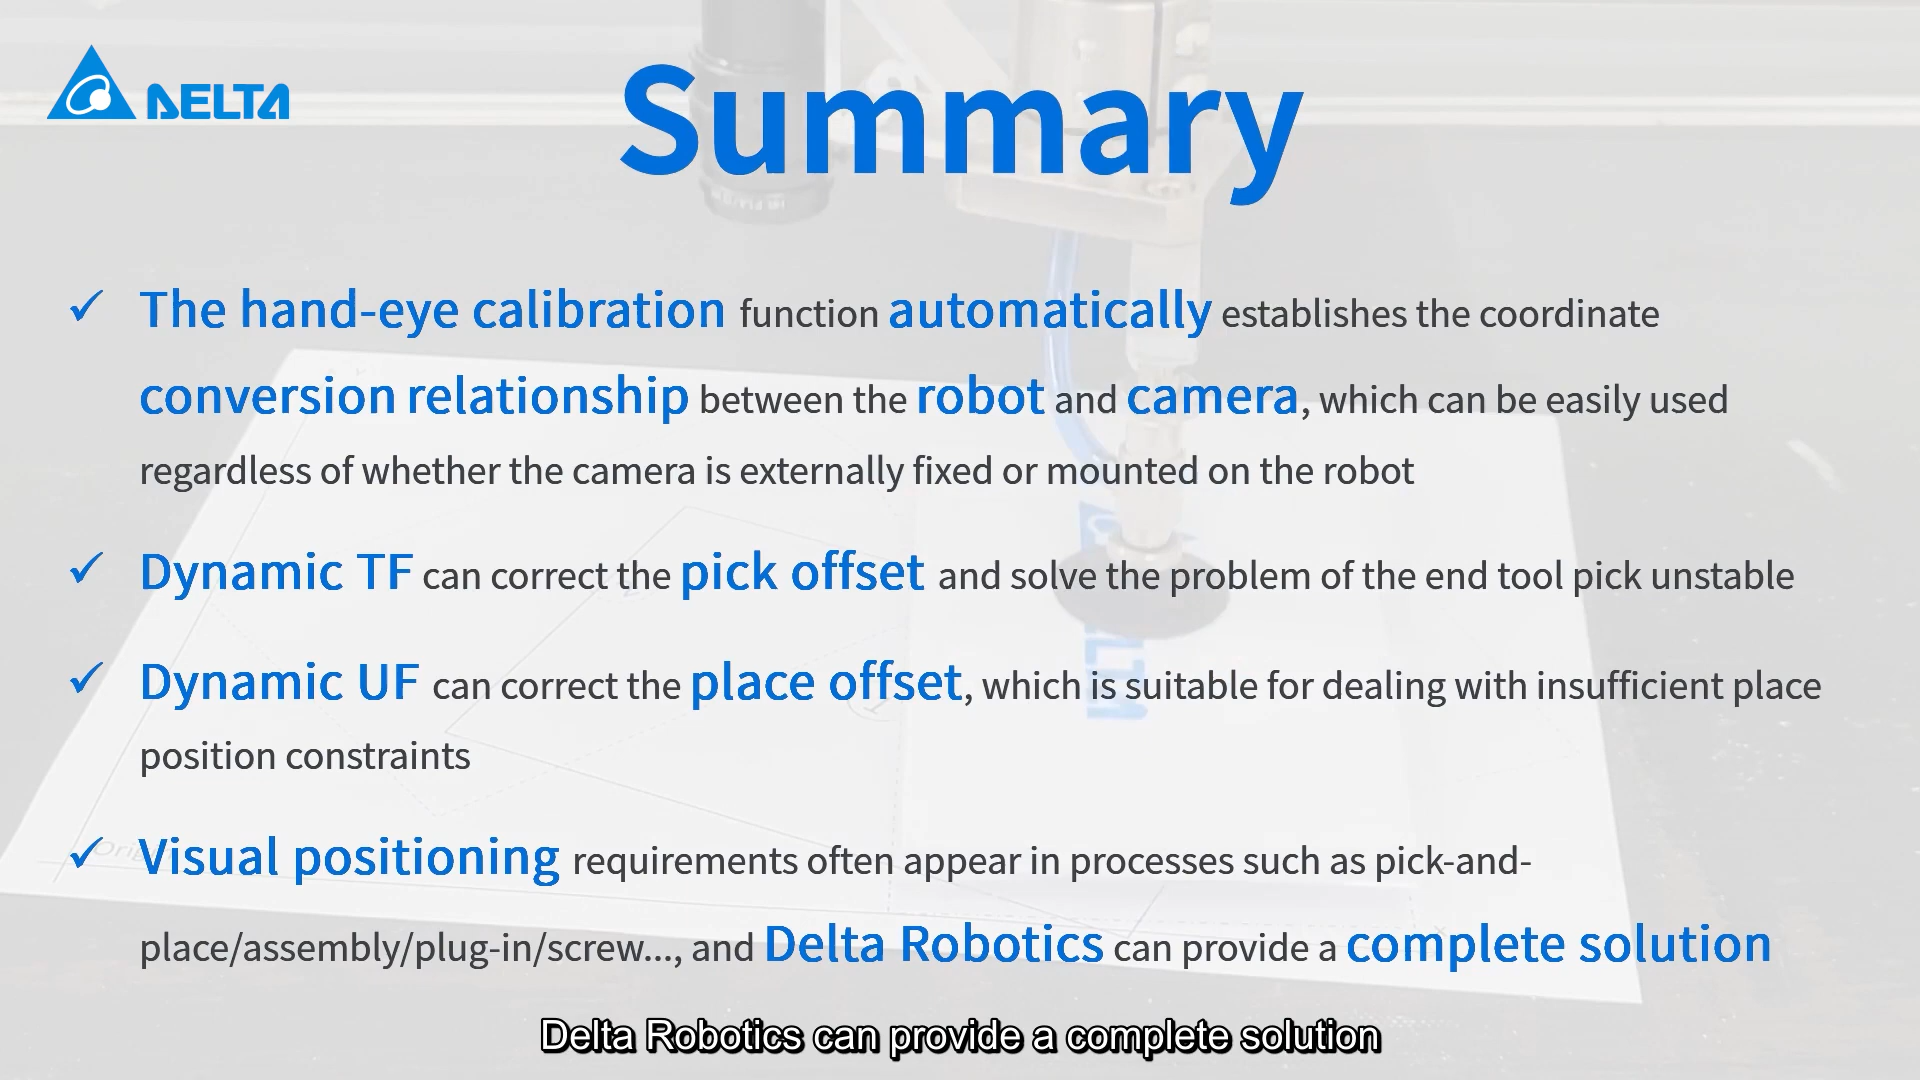 DELTA
Summary
✓ The hand-eye calibration function automatically establishes the coordinate
conversion relationship between the robot and camera, which can be easily used
regardless of whether the camera is externally fixed or mounted on the robot
✓ Dynamic TF can correct the pick offset and solve the problem of the end tool pick unstable
✓ Dynamic UF can correct the place offset, which is suitable for dealing with insufficient place
position constraints
✓ Visual positioning requirements often appear in processes such as pick-and-
place/assembly/plug-in/screw..., and Delta Robotics can provide a complete solution
Delta Robotics can provide a complete solution